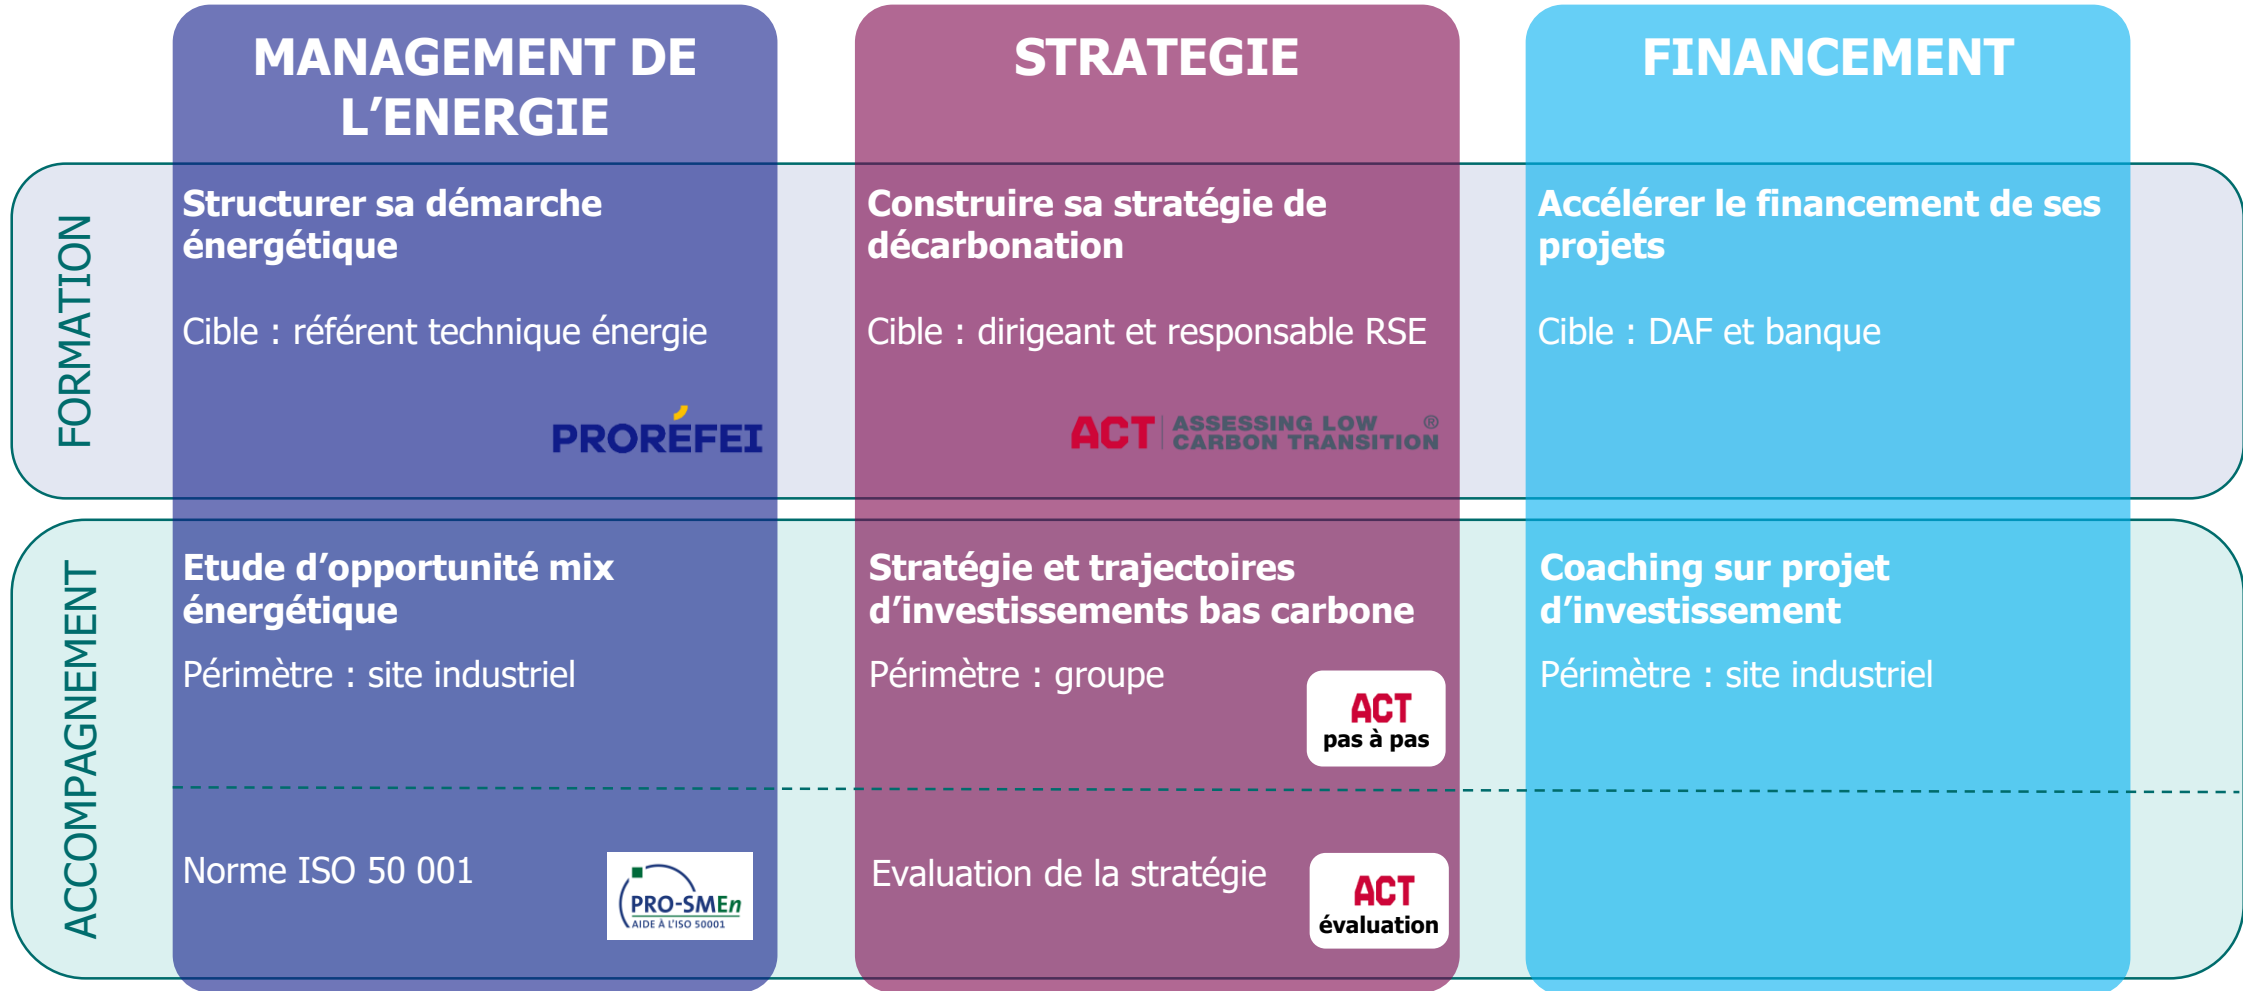 MANAGEMENT DE
L’ENERGIE
STRATEGIE
FINANCEMENT
FORMATION
Structurer sa démarche
énergétique
Cible : référent technique énergie
PRORÉFEI
Construire sa stratégie de
décarbonation
Cible : dirigeant et responsable RSE
ACT ASSESSING LOW ®
CARBON TRANSITION
Accélérer le financement de ses
projets
Cible : DAF et banque
ACCOMPAGNEMENT
Etude d’opportunité mix
énergétique
Périmètre : site industriel
Stratégie et trajectoires
d’investissements bas carbone
Périmètre : groupe
ACT
pas à pas
Coaching sur projet
d’investissement
Périmètre : site industriel
Norme ISO 50 001
PRO-SMEn
AIDE À L’ISO 50001
Evaluation de la stratégie
ACT
évaluation